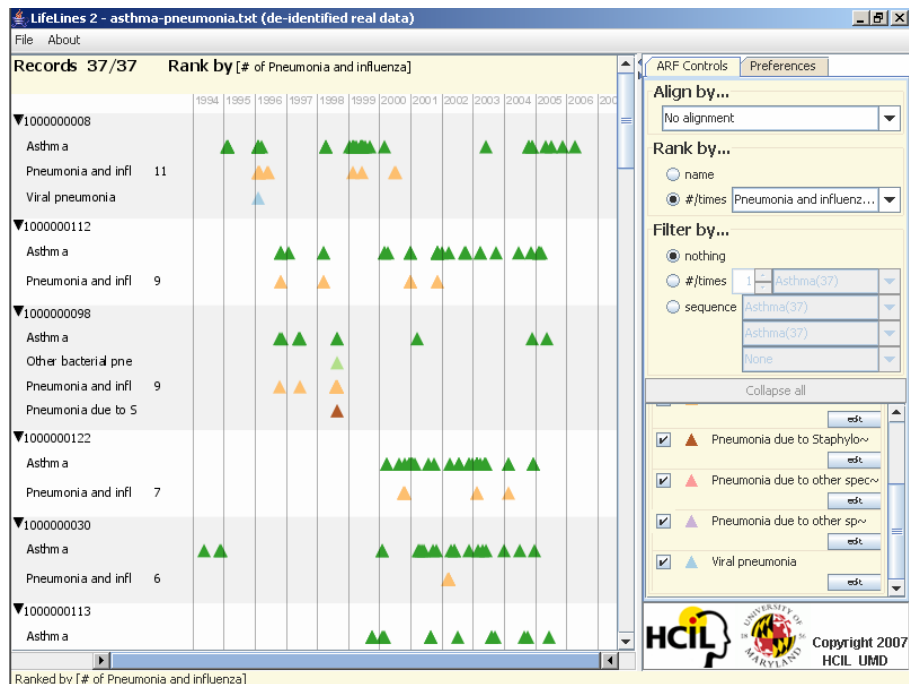 LifeLines 2 - asthma-pneumonia.txt (de-identified real data)
File About
Records 37/37 Rank by [# of Pneumonia and influenza]
1994 1995 1996 1997 1998 1999 2000 2001 2002 2003 2004 2005 2006 200
1000000008
Asthma
Pneumonia and infl 11
Viral pneumonia
1000000112
Asthma
Pneumonia and infl 9
1000000098
Asthma
Other bacterial pne
Pneumonia and infl 9
Pneumonia due to S
1000000122
Asthma
Pneumonia and infl 7
1000000030
Asthma
Pneumonia and infl 6
1000000113
Asthma
Ranked by [# of Pneumonia and influenza]
ARF Controls Preferences
Align by...
No alignment
Rank by...
name
#/times Pneumonia and influenz...
Filter by...
nothing
#/times 1 Asthma(37)
sequence Asthma(37)
Asthma(37)
None
Collapse all
edit
Pneumonia due to Staphylo~
edit
Pneumonia due to other spec~
edit
Pneumonia due to other sp~
edit
Viral pneumonia
edit
HCIL
UNIVERSITY OF
18 56
MARYLAND
Copyright 2007
HCIL UMD